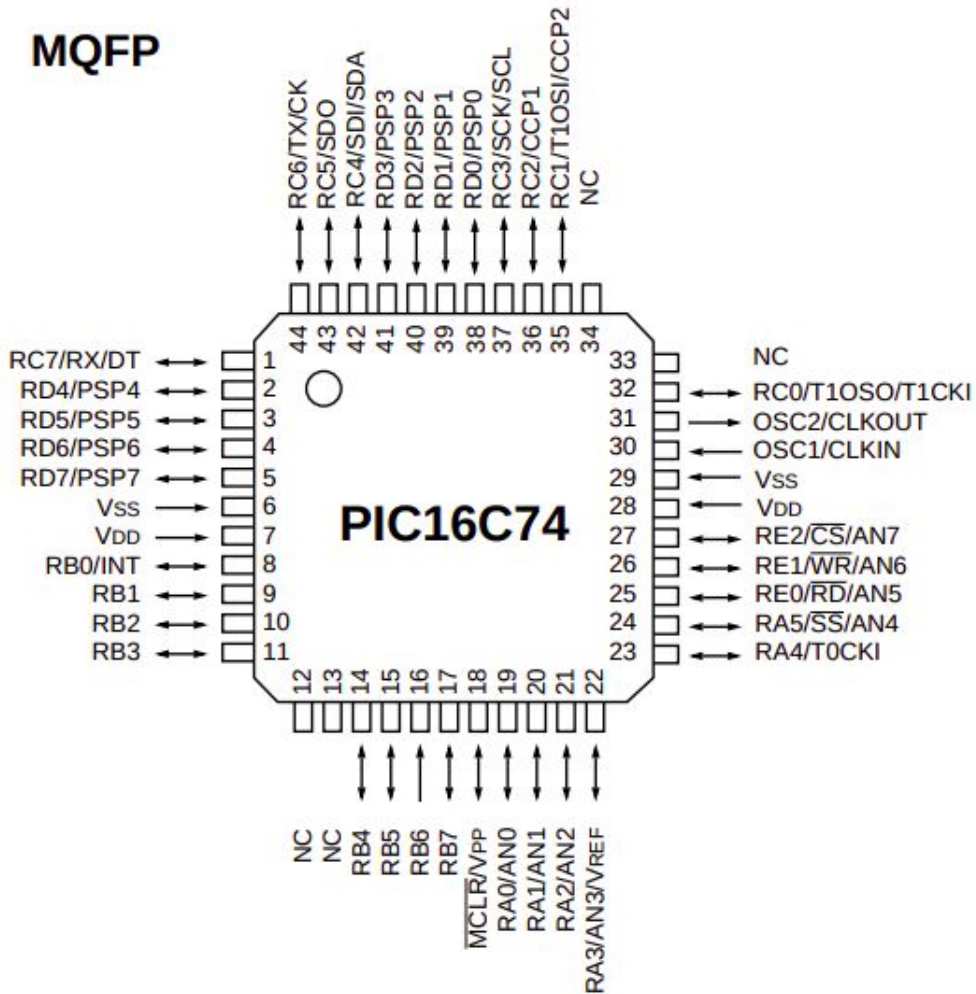 MQFP
RC6/TX/CK
RC5/SDO
RC4/SDI/SDA
RD3/PSP3
RD2/PSP2
RD1/PSP1
RD0/PSP0
RC3/SCK/SCL
RC2/CCP1
RC1/T1OSI/CCP2
NC
44
43
42
41
40
39
38
37
36
35
34
RC7/RX/DT 1
RD4/PSP4 2
RD5/PSP5 3
RD6/PSP6 4
RD7/PSP7 5
VSS 6
VDD 7
RB0/INT 8
RB1 9
RB2 10
RB3 11
PIC16C74
33 NC
32 RC0/T1OSO/T1CKI
31 OSC2/CLKOUT
30 OSC1/CLKIN
29 VSS
28 VDD
27 RE2/CS/AN7
26 RE1/WR/AN6
25 RE0/RD/AN5
24 RA5/SS/AN4
23 RA4/T0CKI
12
13
14
15
16
17
18
19
20
21
22
NC
NC
RB4
RB5
RB6
RB7
MCLR/VPP
RA0/AN0
RA1/AN1
RA2/AN2
RA3/AN3/VREF